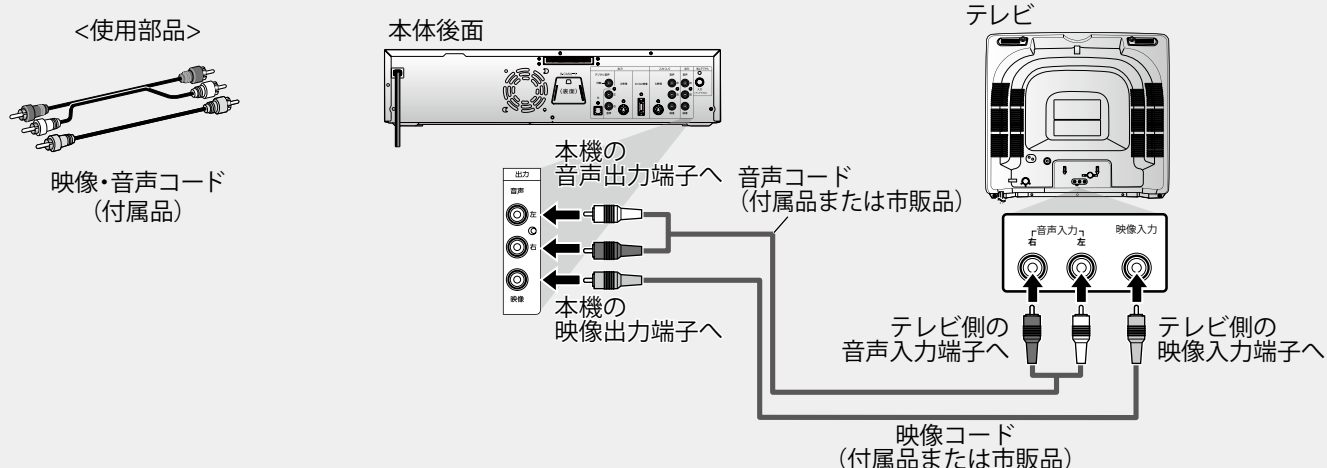 <使用部品>
映像・音声コード
(付属品)
本体後面
(表面)
テレビ
本機の
音声出力端子へ
音声コード
(付属品または市販品)
出力
音声
左
右
映像
本機の
映像出力端子へ
音声入力
右
左
映像入力
テレビ側の
音声入力端子へ
テレビ側の
映像入力端子へ
映像コード
(付属品または市販品)